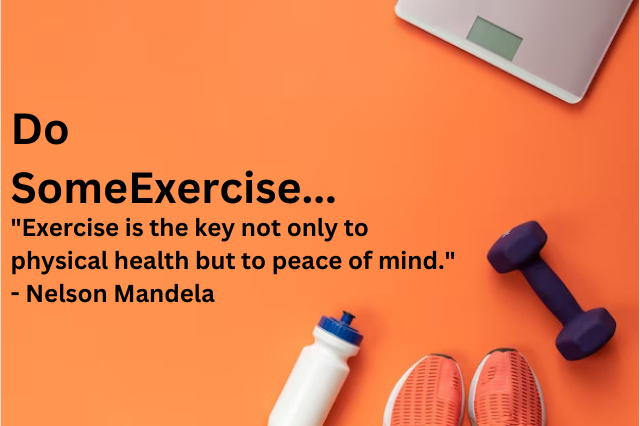 Do
SomeExercise...
"Exercise is the key not only to
physical health but to peace of mind."
- Nelson Mandela